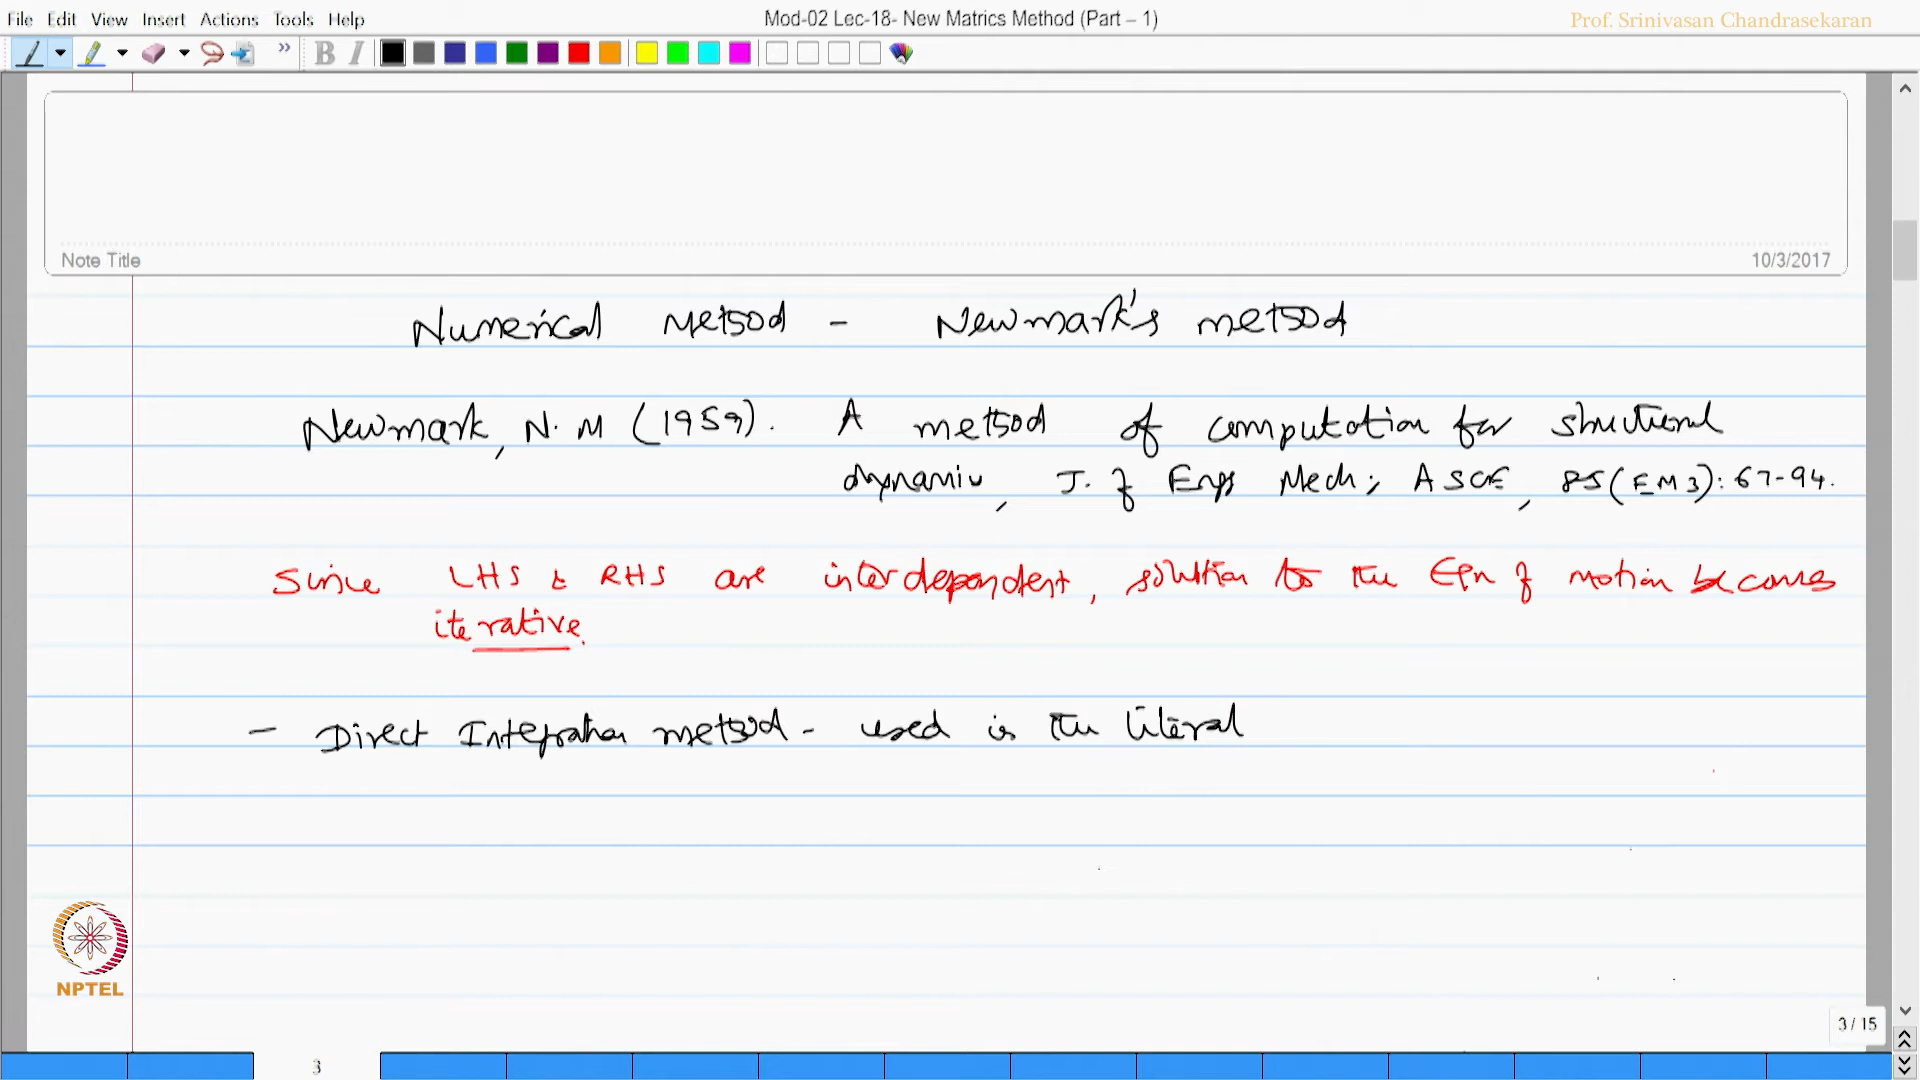 File Edit View Insert Actions Tools Help
Mod-02 Lec-18- New Matrics Method (Part – 1)
Prof. Srinivasan Chandrasekaran
B I
Note Title
10/3/2017
Numerical Method - Newmark's method
Newmark, N.M (1959). A method of computation for structural
dynamic, J. of Engg Mech; ASCE, 85(EM3): 67-94.
Since LHS & RHS are interdependent, solution to the Eqn of motion becomes
iterative.
- Direct Integration method - used is the literal
NPTEL
3 / 15
3